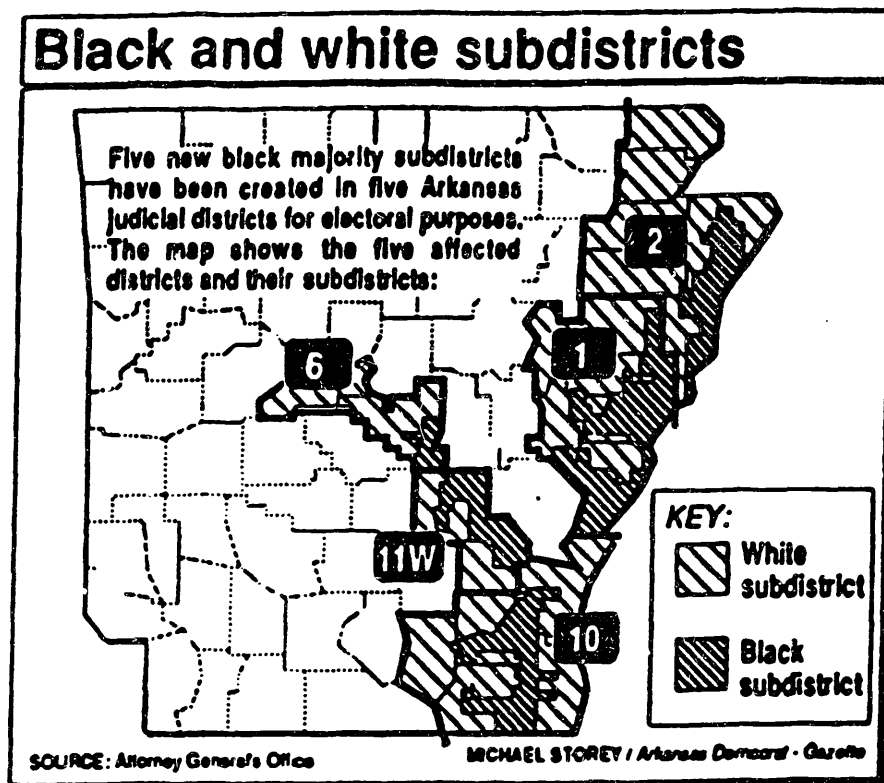 Black and white subdistricts
Five new black majority subdistricts
have been created in five Arkansas
judicial districts for electoral purposes.
The map shows the five affected
districts and their subdistricts:
2
1
6
11W
10
KEY:
White
subdistrict
Black
subdistrict
SOURCE: Attorney General's Office
MICHAEL STOREY / Arkansas Democrat - Gazette